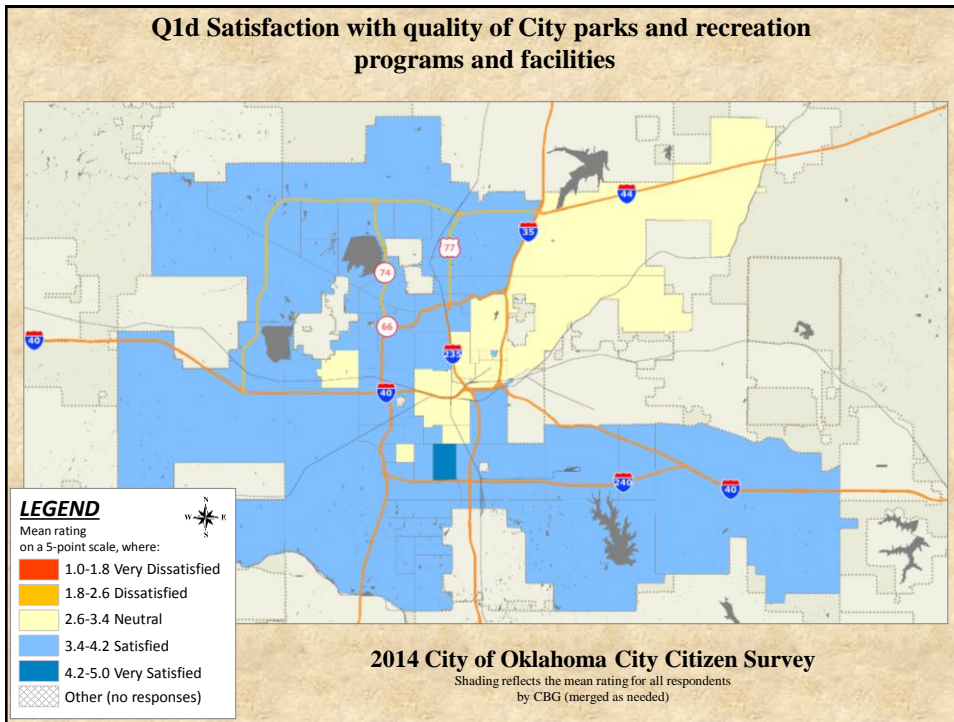 Q1d Satisfaction with quality of City parks and recreation
programs and facilities
44
35
77
74
66
40
235
40
240
40
LEGEND
N
W E
S
Mean rating
on a 5-point scale, where:
1.0-1.8 Very Dissatisfied
1.8-2.6 Dissatisfied
2.6-3.4 Neutral
3.4-4.2 Satisfied
4.2-5.0 Very Satisfied
Other (no responses)
2014 City of Oklahoma City Citizen Survey
Shading reflects the mean rating for all respondents
by CBG (merged as needed)